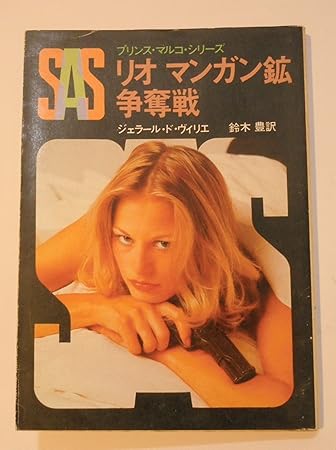 SAS
プリンス・マルコ・シリーズ
リオ マンガン鉱
争奪戦
ジェラール・ド・ヴィリエ 鈴木 豊訳
SAS